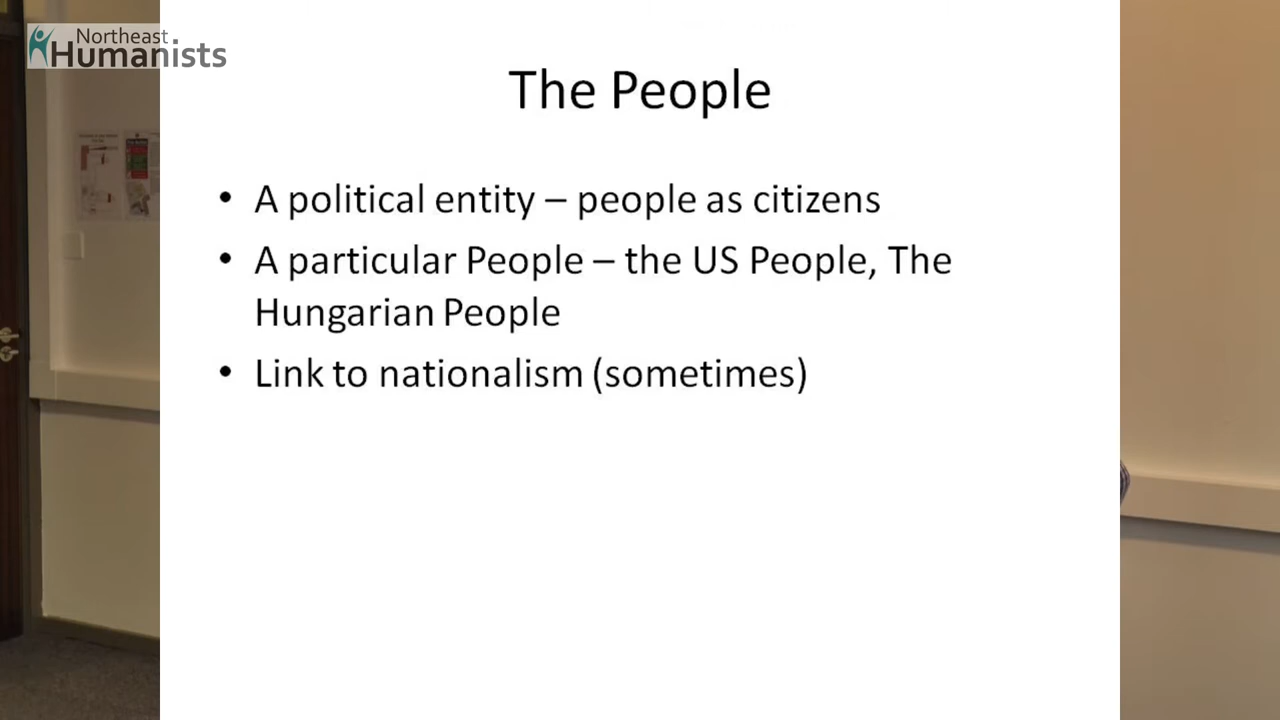 Northeast
Humanists
The People
• A political entity – people as citizens
• A particular People – the US People, The
Hungarian People
• Link to nationalism (sometimes)